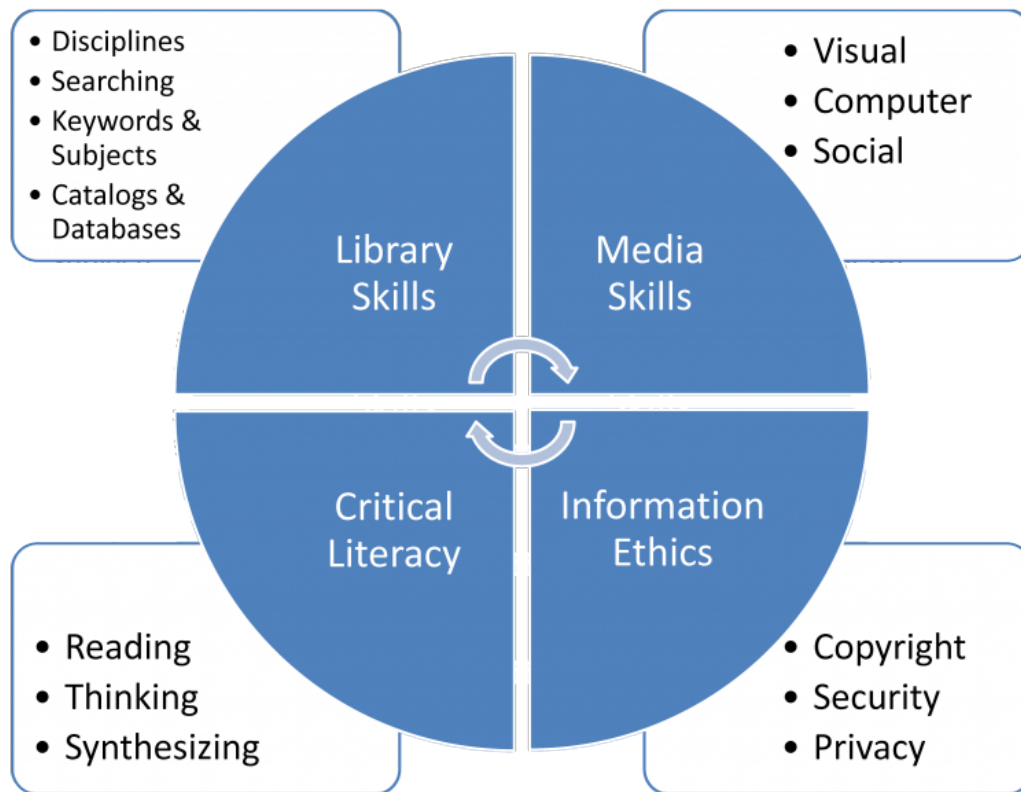 • Disciplines
• Searching
• Keywords &
Subjects
• Catalogs &
Databases
• Visual
• Computer
• Social
Library
Skills
Media
Skills
Critical
Literacy
Information
Ethics
• Reading
• Thinking
• Synthesizing
• Copyright
• Security
• Privacy